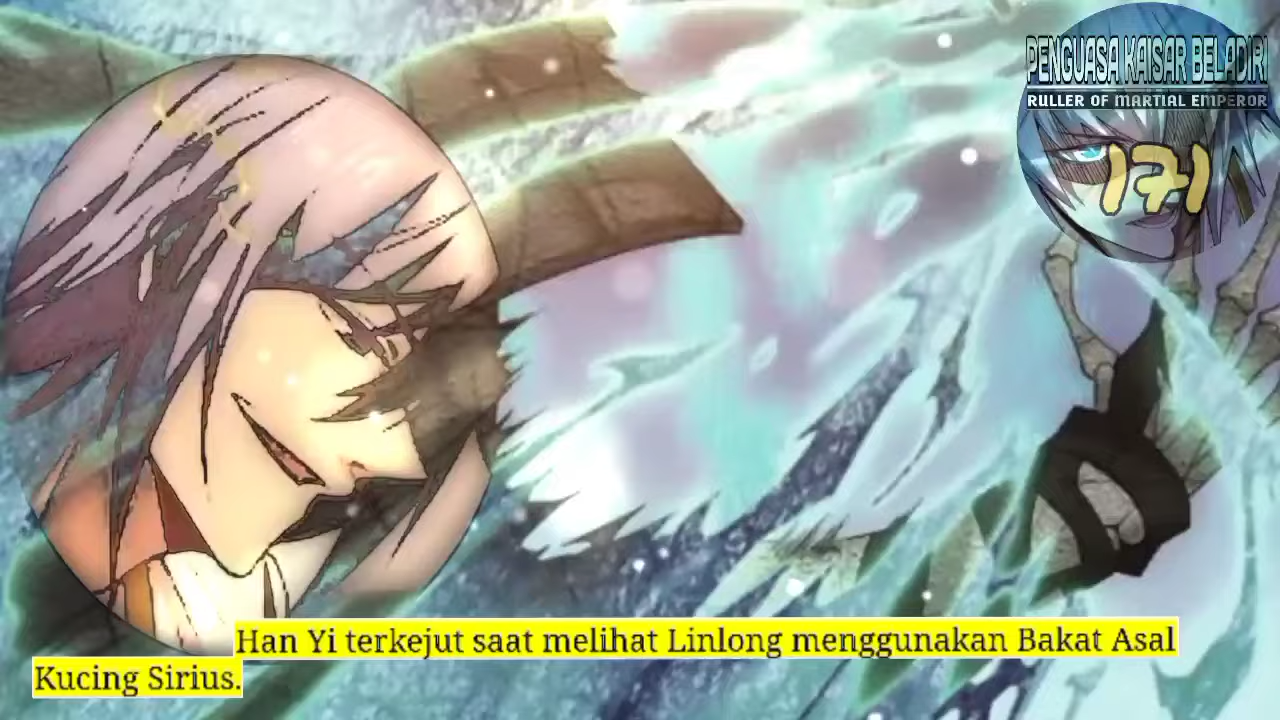 PENGUASA KAISAR BELADIRI
RULLER OF MARTIAL EMPEROR
171
Han Yi terkejut saat melihat Linlong menggunakan Bakat Asal
Kucing Sirius.